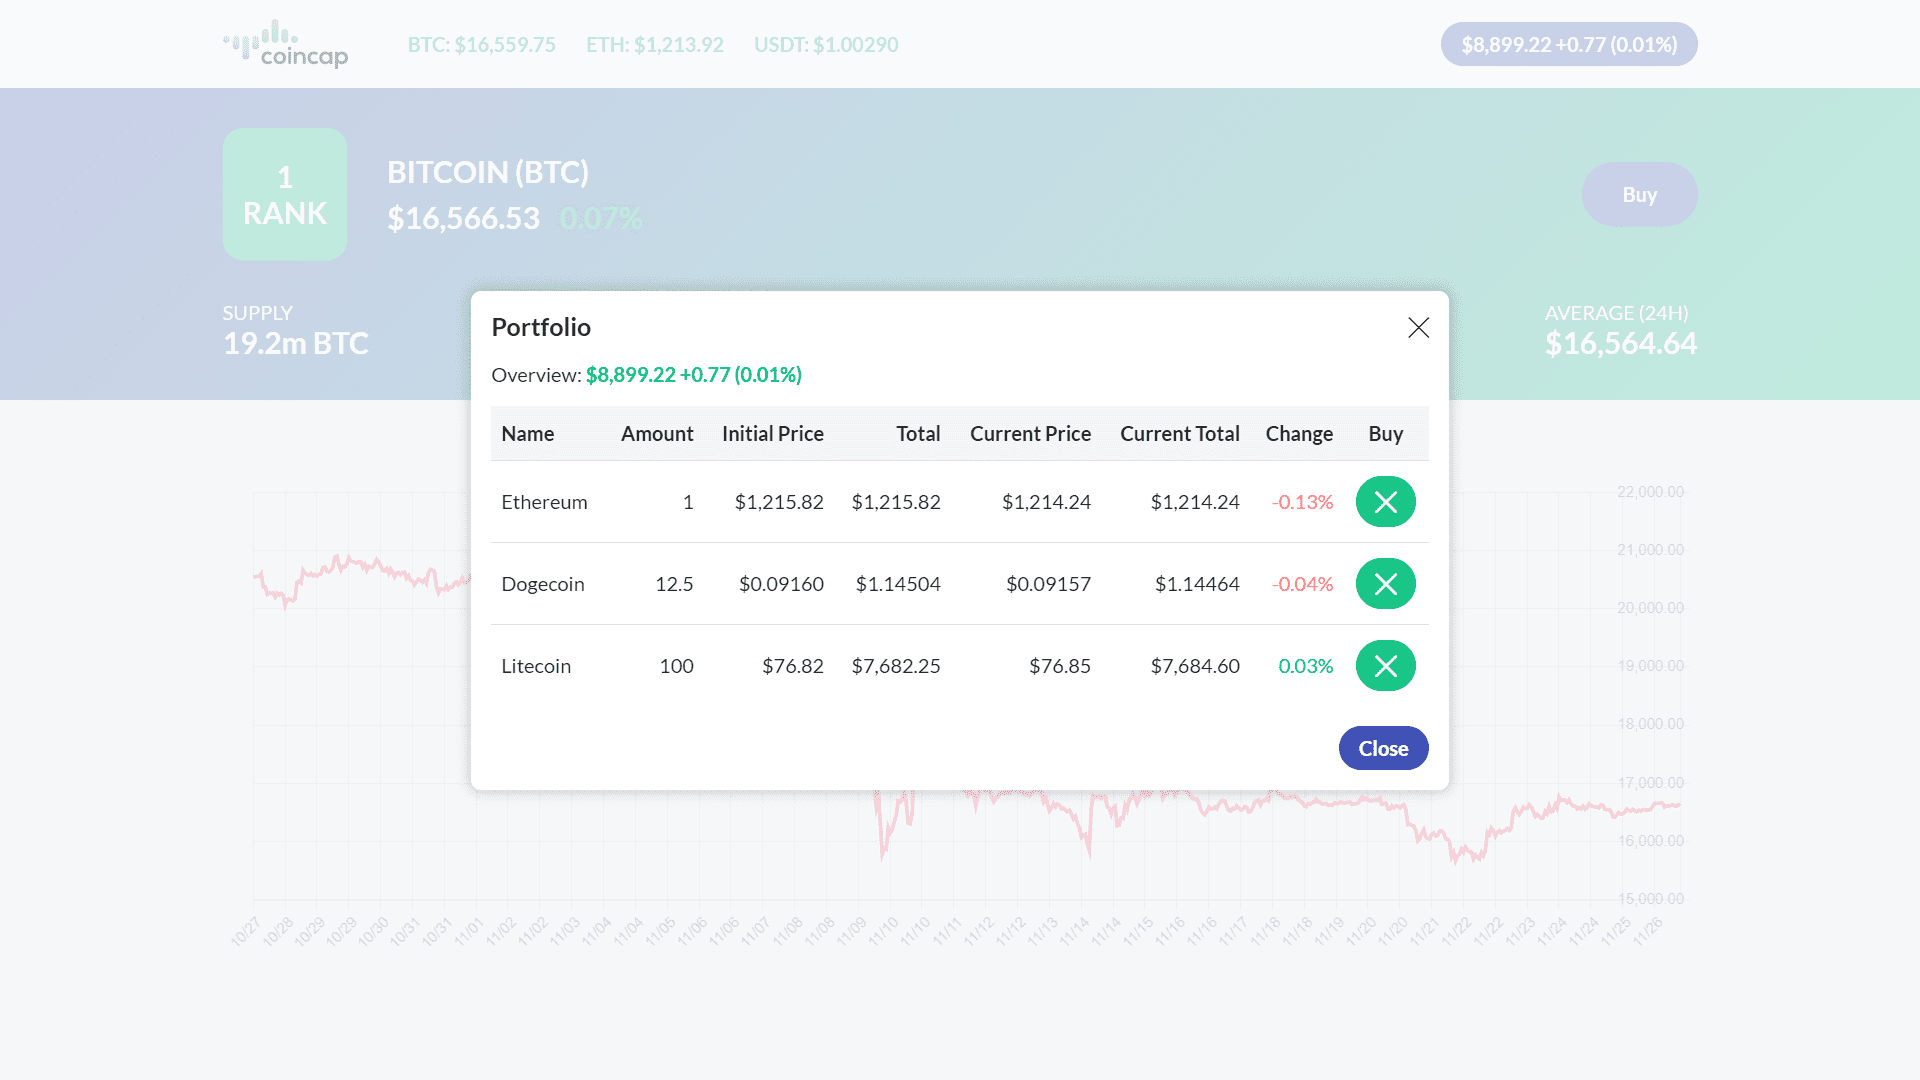 coincap
BTC: $16,559.75 ETH: $1,213.92 USDT: $1.00290
$8,899.22 +0.77 (0.01%)
1
RANK
BITCOIN (BTC)
$16,566.53 0.07%
Buy
SUPPLY
19.2m BTC
AVERAGE (24H)
$16,564.64
Portfolio
Overview: $8,899.22 +0.77 (0.01%)
Name Amount Initial Price Total Current Price Current Total Change Buy
Ethereum 1 $1,215.82 $1,215.82 $1,214.24 $1,214.24 -0.13%
Dogecoin 12.5 $0.09160 $1.14504 $0.09157 $1.14464 -0.04%
Litecoin 100 $76.82 $7,682.25 $76.85 $7,684.60 0.03%
Close
22,000.00
21,000.00
20,000.00
19,000.00
18,000.00
17,000.00
16,000.00
15,000.00
10/27 10/28 10/29 10/29 10/30 10/31 10/31 11/01 11/02 11/02 11/03 11/04 11/04 11/05 11/06 11/06 11/07 11/08 11/08 11/09 11/10 11/10 11/11 11/12 11/12 11/13 11/14 11/14 11/15 11/16 11/16 11/17 11/18 11/18 11/19 11/20 11/20 11/21 11/22 11/22 11/23 11/24 11/24 11/25 11/26